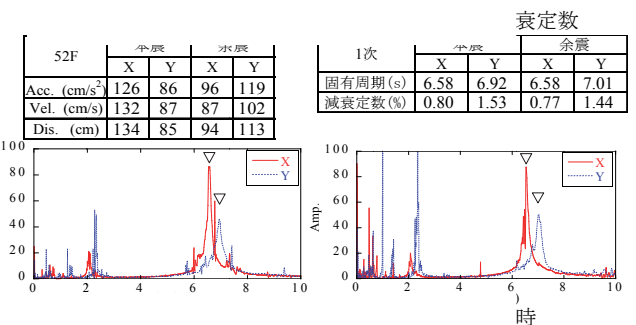 衰定数
52F 本震 余震
X Y X Y
Acc. (cm/s²) 126 86 96 119
Vel. (cm/s) 132 87 87 102
Dis. (cm) 134 85 94 113
1次 本震 余震
X Y X Y
固有周期(s) 6.58 6.92 6.58 7.01
減衰定数(%) 0.80 1.53 0.77 1.44
100
80
60
40
20
0
0 2 4 6 8 10
X
Y
Amp.
100
80
60
40
20
0
0 2 4 6 8 10
X
Y
)
時